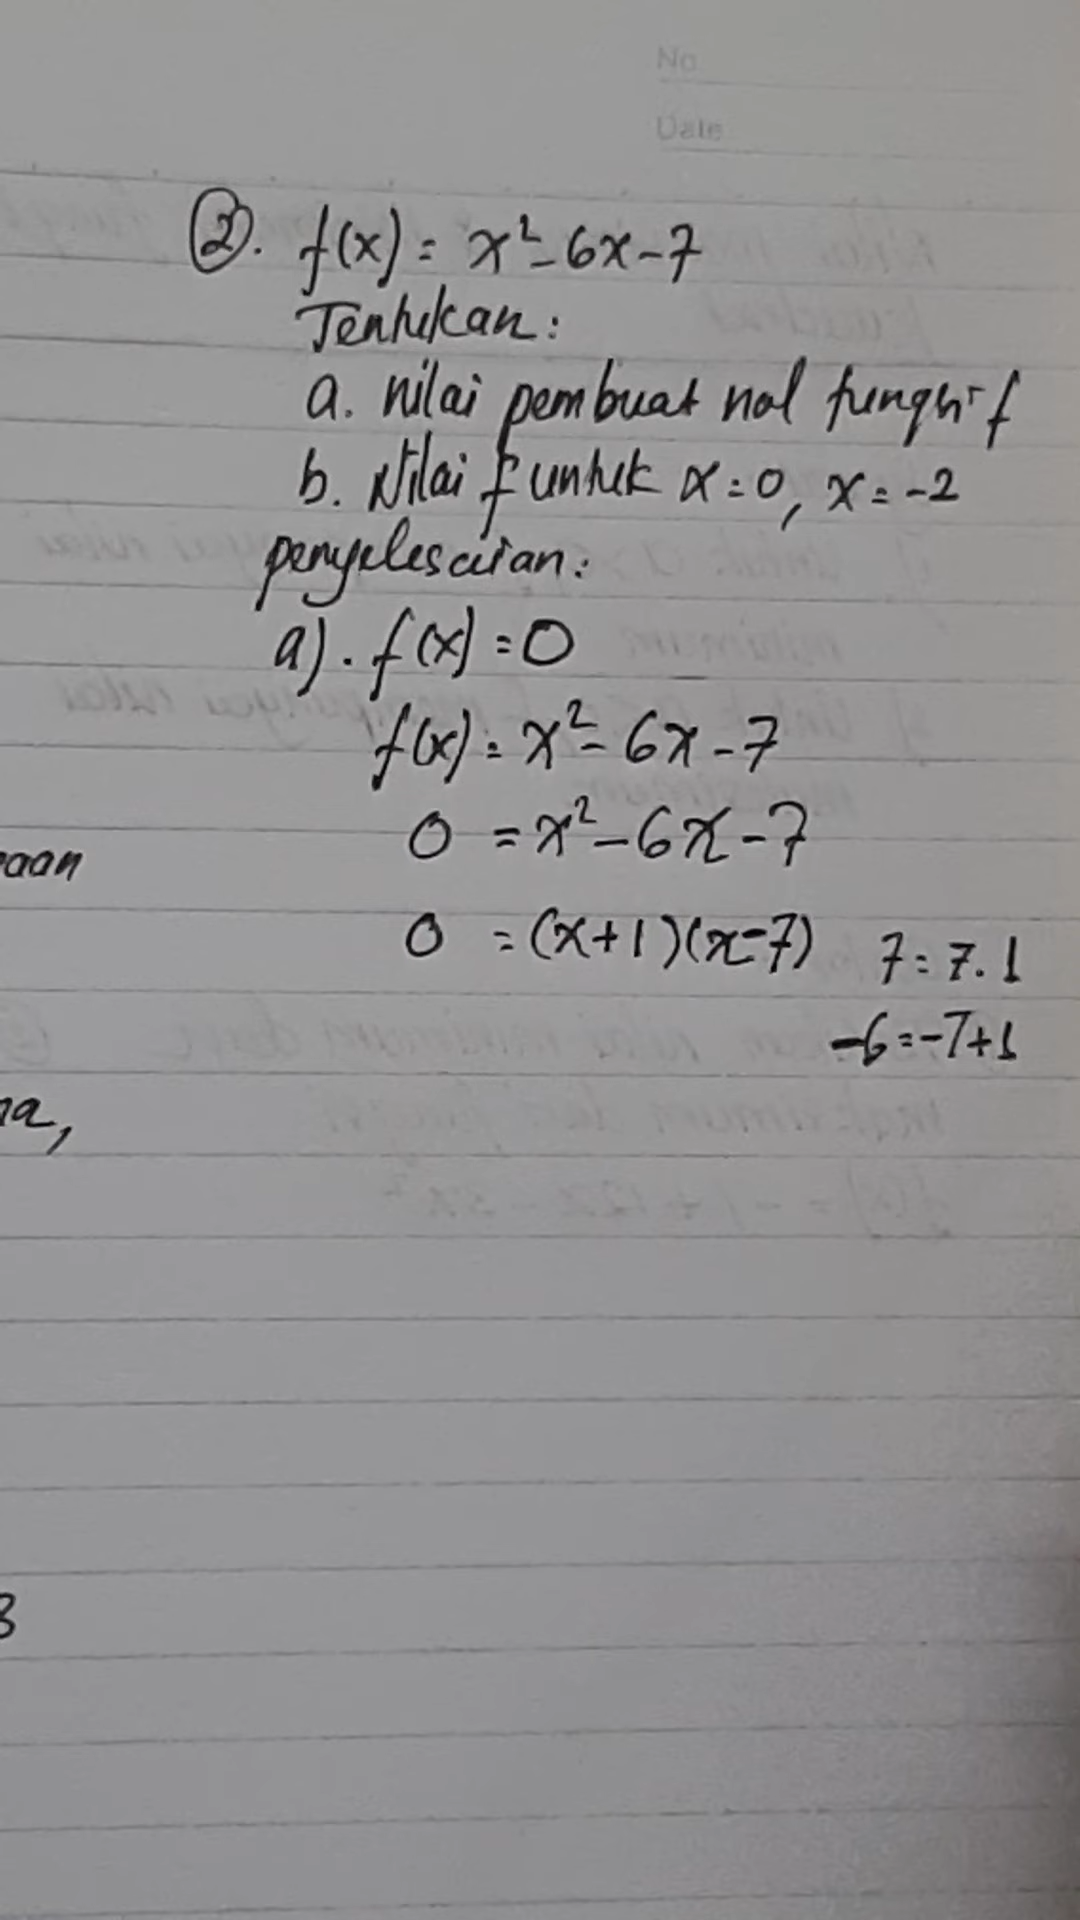 No
Date
②. f(x) = x² - 6x - 7
Tentukan:
a. nilai pembuat nol fungsi f
b. Nilai f untuk x = 0, x = -2
penyelesaian:
a). f(x) = 0
f(x) = x² - 6x - 7
0 = x² - 6x - 7
aan
0 = (x+1)(x-7) 7 = 7.1
-6 = -7+1
a,
3